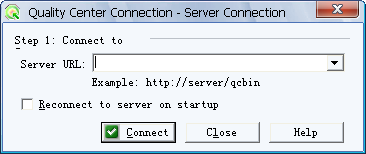 Quality Center Connection - Server Connection
Step 1: Connect to
Server URL:
Example: http://server/qcbin
Reconnect to server on startup
Connect Close Help